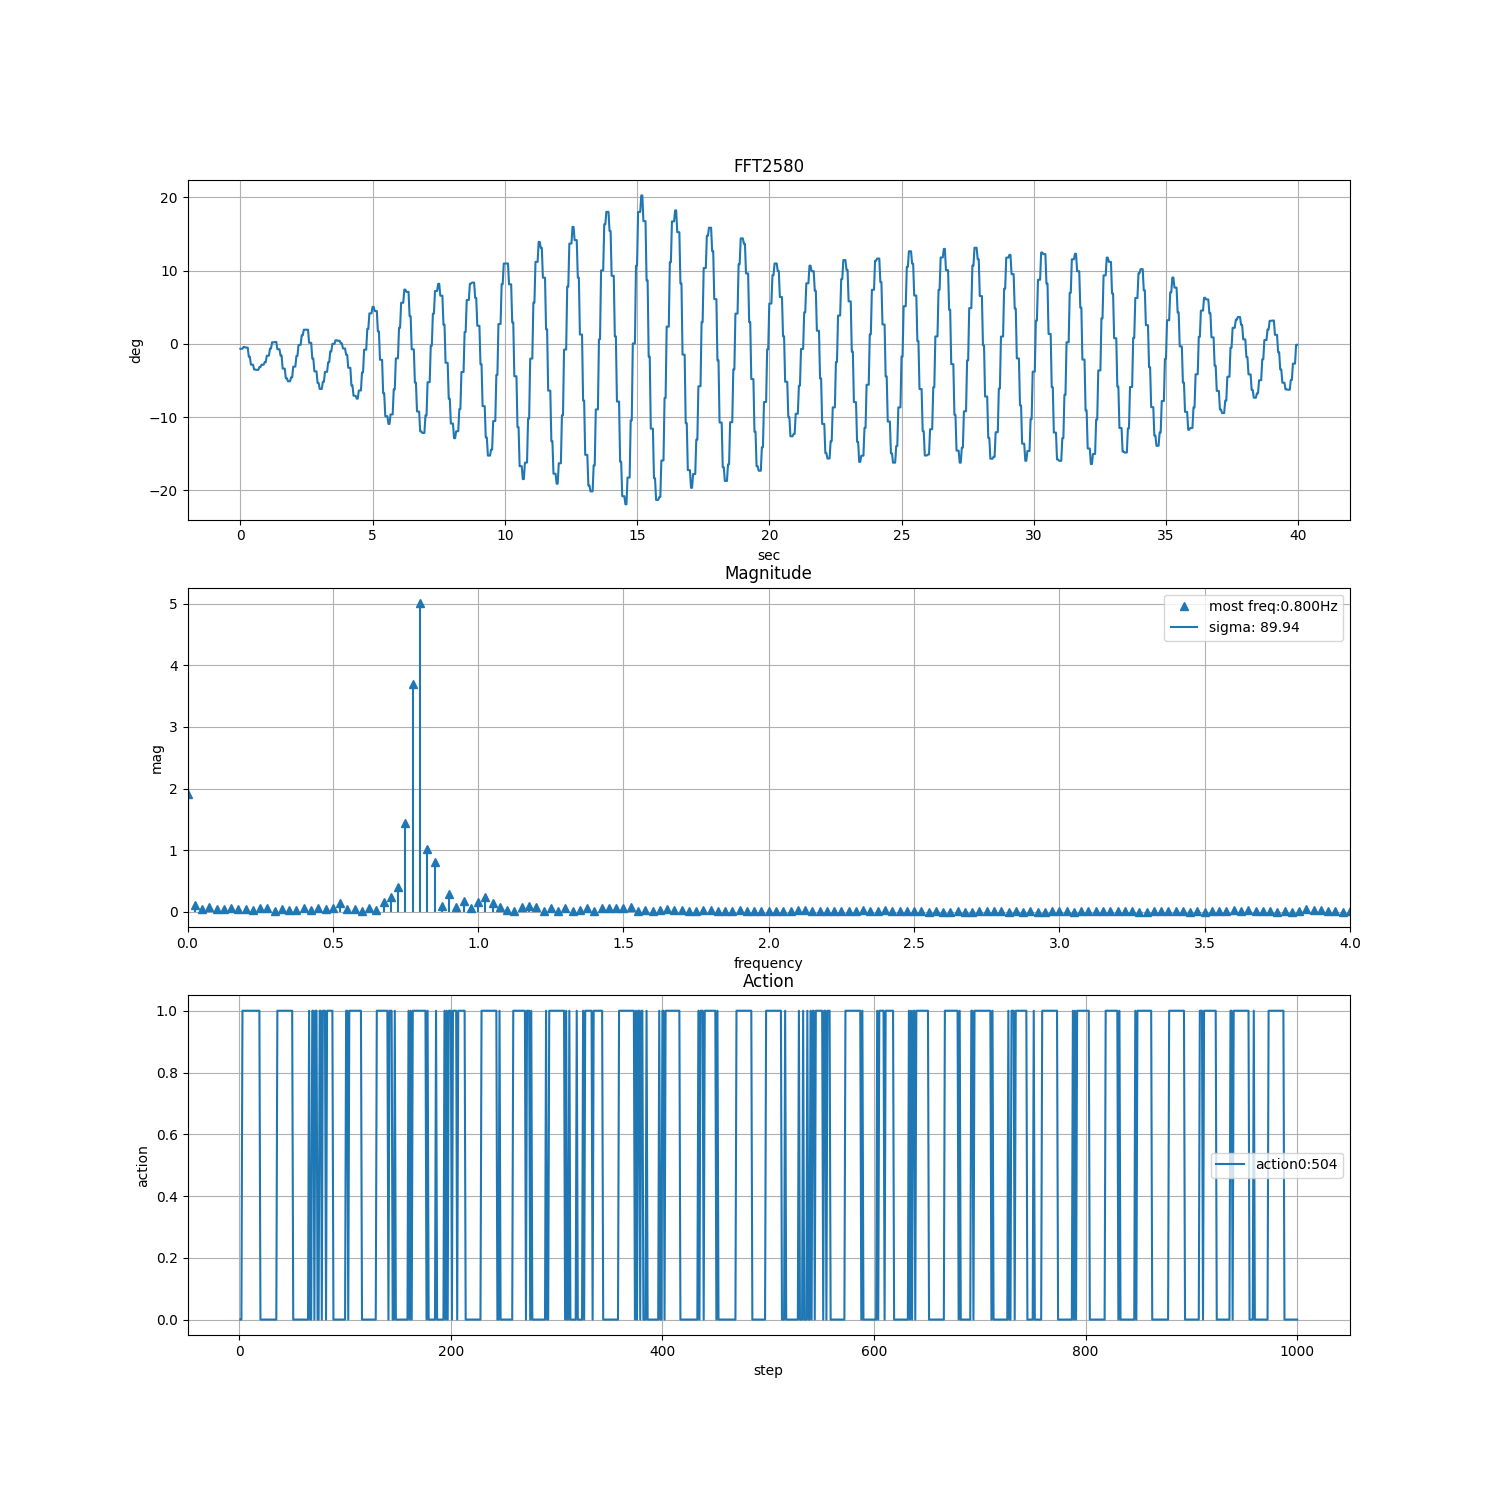 FFT2580
20
10
0
−10
−20
deg
0 5 10 15 20 25 30 35 40
sec
Magnitude
5
4
3
2
1
0
mag
most freq:0.800Hz
sigma: 89.94
0.0 0.5 1.0 1.5 2.0 2.5 3.0 3.5 4.0
frequency
Action
1.0
0.8
0.6
0.4
0.2
0.0
action
action0:504
0 200 400 600 800 1000
step